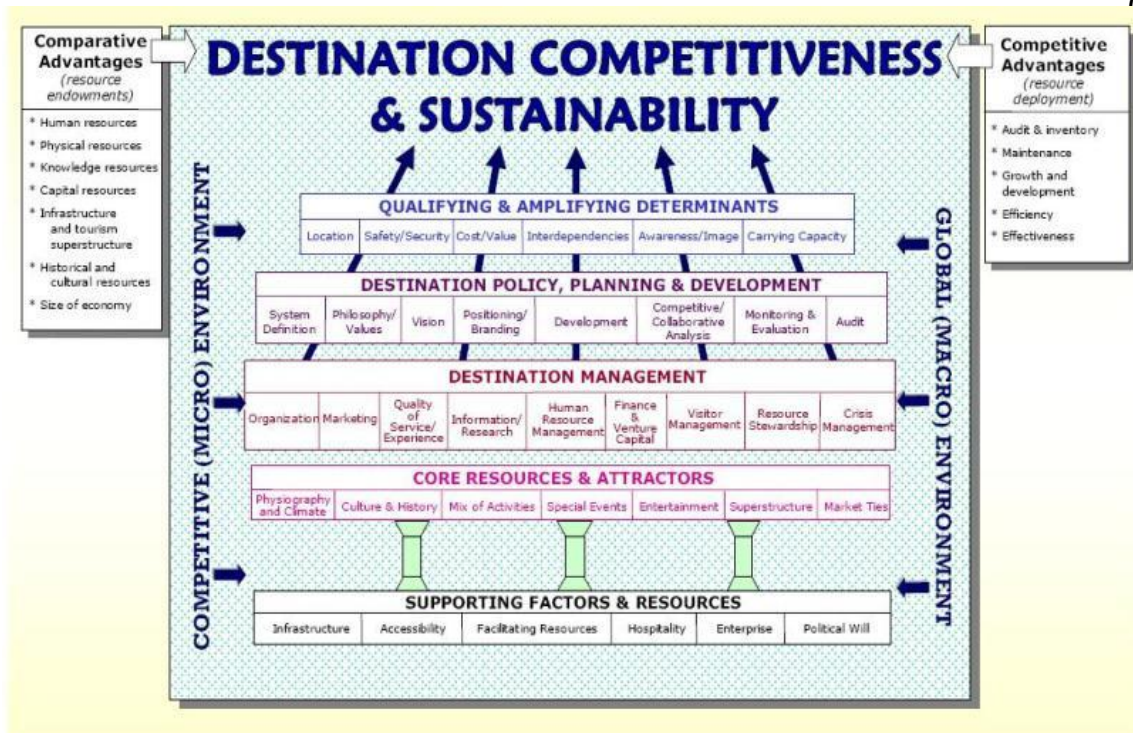 Comparative
Advantages
(resource
endowments)
* Human resources
* Physical resources
* Knowledge resources
* Capital resources
* Infrastructure
and tourism
superstructure
* Historical and
cultural resources
* Size of economy
DESTINATION COMPETITIVENESS
& SUSTAINABILITY
Competitive
Advantages
(resource
deployment)
* Audit & inventory
* Maintenance
* Growth and
development
* Efficiency
* Effectiveness
COMPETITIVE (MICRO) ENVIRONMENT
GLOBAL (MACRO) ENVIRONMENT
QUALIFYING & AMPLIFYING DETERMINANTS
Location Safety/Security Cost/Value Interdependencies Awareness/Image Carrying Capacity
DESTINATION POLICY, PLANNING & DEVELOPMENT
System
Definition
Philosophy/
Values
Vision
Positioning/
Branding
Development
Competitive/
Collaborative
Analysis
Monitoring &
Evaluation
Audit
DESTINATION MANAGEMENT
Organization
Marketing
Quality
of
Service/
Experience
Information/
Research
Human
Resource
Management
Finance
&
Venture
Capital
Visitor
Management
Resource
Stewardship
Crisis
Management
CORE RESOURCES & ATTRACTORS
Physiography
and Climate
Culture & History
Mix of Activities
Special Events
Entertainment
Superstructure
Market Ties
SUPPORTING FACTORS & RESOURCES
Infrastructure Accessibility Facilitating Resources Hospitality Enterprise Political Will